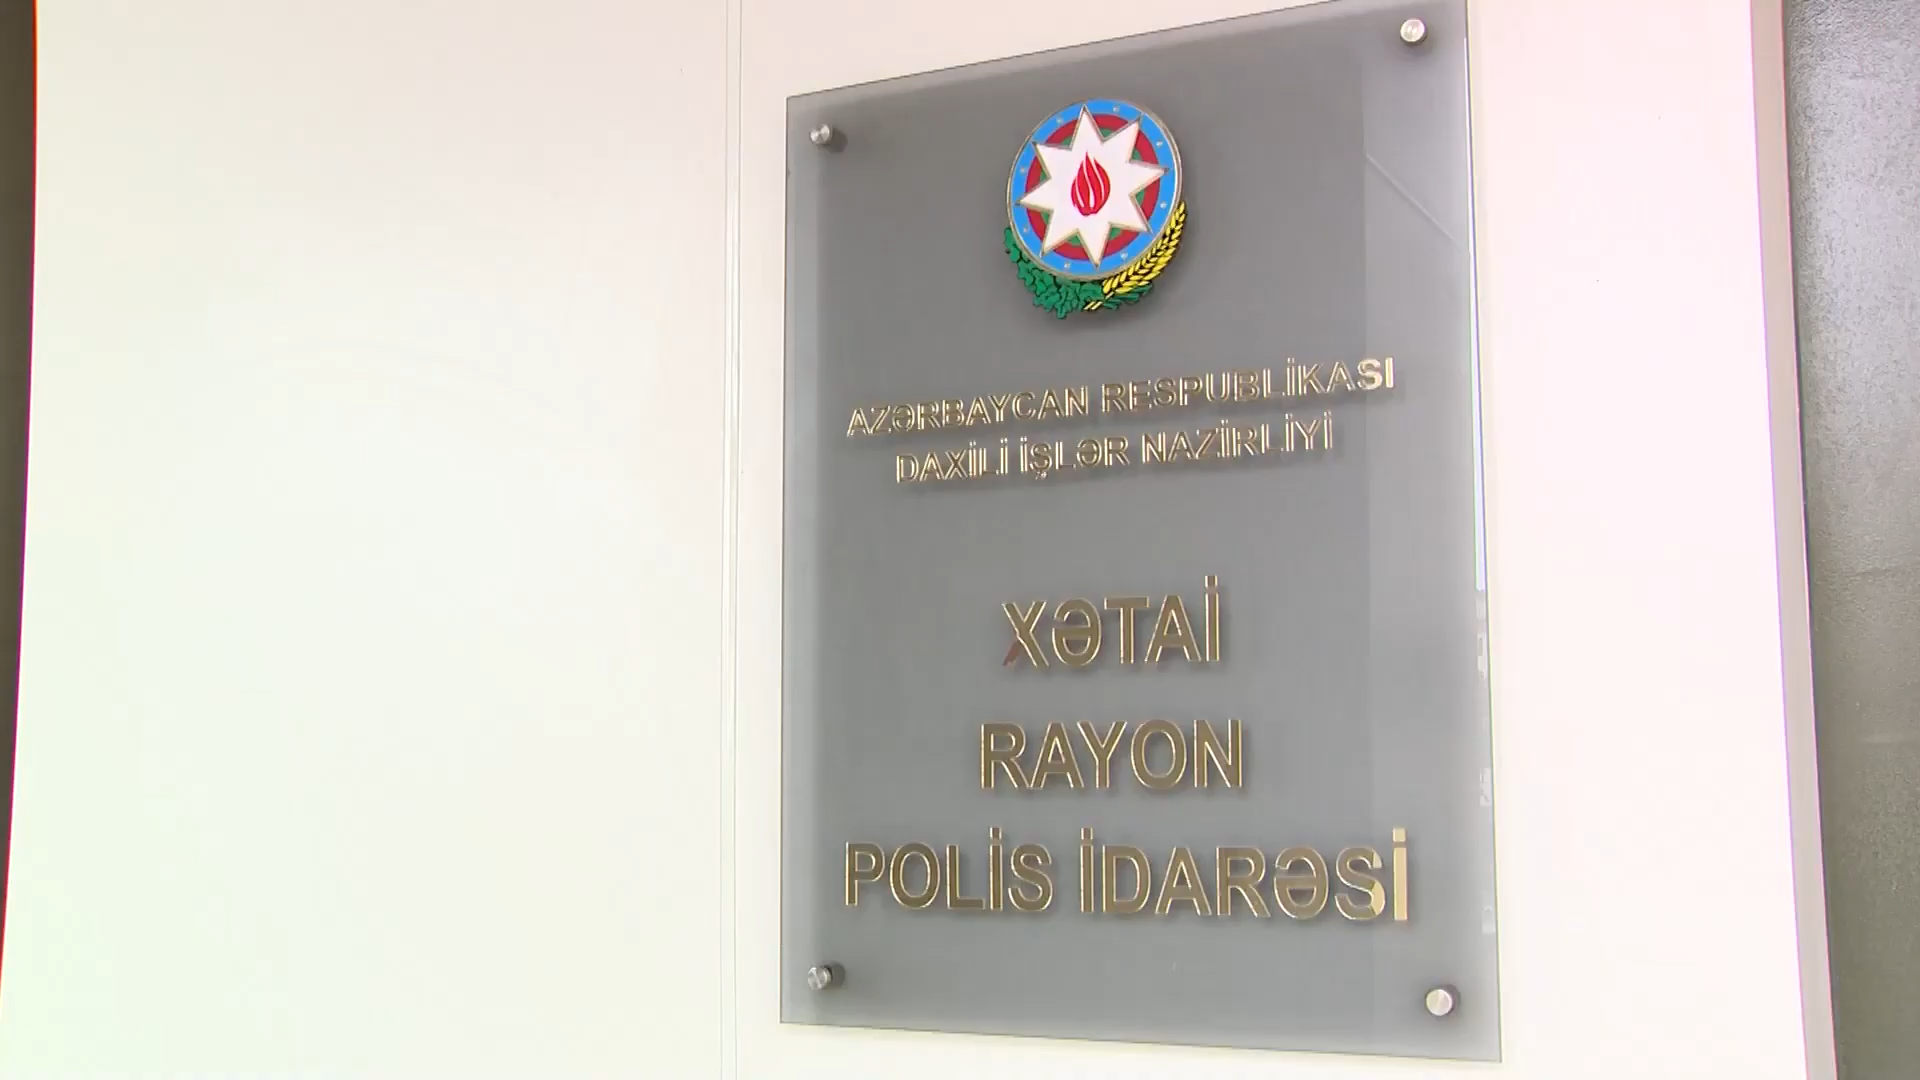 AZƏRBAYCAN RESPUBLİKASI
DAXİLİ İŞLƏR NAZİRLİYİ
XƏTAİ
RAYON
POLİS İDARƏSİ